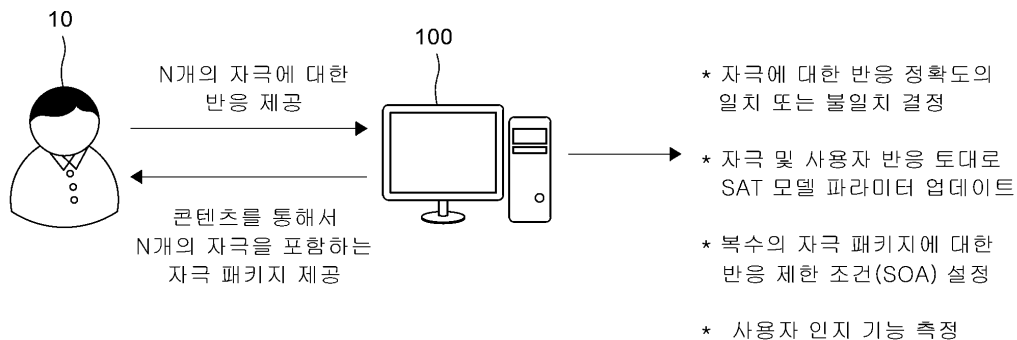 10
100
N개의 자극에 대한
반응 제공
콘텐츠를 통해서
N개의 자극을 포함하는
자극 패키지 제공
* 자극에 대한 반응 정확도의
일치 또는 불일치 결정
* 자극 및 사용자 반응 토대로
SAT 모델 파라미터 업데이트
* 복수의 자극 패키지에 대한
반응 제한 조건(SOA) 설정
* 사용자 인지 기능 측정